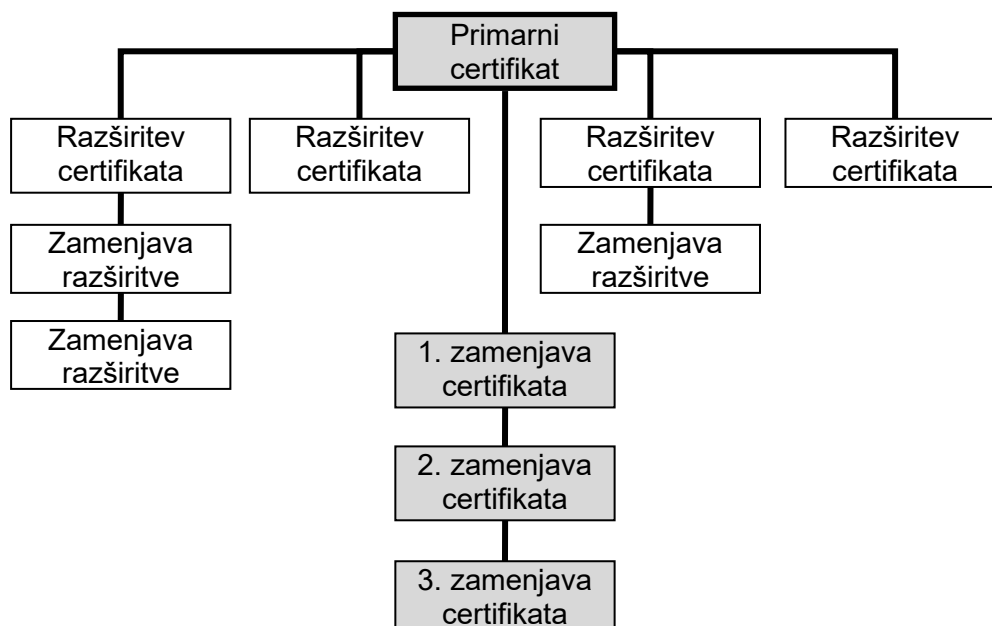 Primarni
certifikat
Razširitev
certifikata
Razširitev
certifikata
Razširitev
certifikata
Razširitev
certifikata
Zamenjava
razširitve
Zamenjava
razširitve
Zamenjava
razširitve
1. zamenjava
certifikata
2. zamenjava
certifikata
3. zamenjava
certifikata